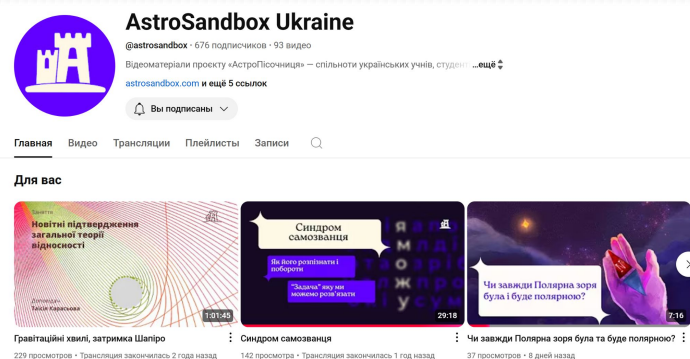 AstroSandbox Ukraine
@astrosandbox · 676 подписчиков · 93 видео
Відеоматеріали проєкту «АстроПісочниця» — спільноти українських учнів, студен ...ещё
astrosandbox.com и ещё 5 ссылок
Вы подписаны
Главная Видео Трансляции Плейлисты Записи
Для вас
Заняття
Новітні підтвердження
загальної теорії
відносності
Доповідач
Таїсія Карасьова
1:01:45
Синдром
самозванця
Як його розпізнати і
побороти
"Задача" яку ми
можемо розв'язати
29:18
Чи завжди Полярна зоря
була і буде полярною?
7:16
Гравітаційні хвилі, затримка Шапіро
229 просмотров · Трансляция закончилась 2 года назад
Синдром самозванця
142 просмотра · Трансляция закончилась 1 год назад
Чи завжди Полярна зоря була та буде полярною?
37 просмотров · 8 дней назад